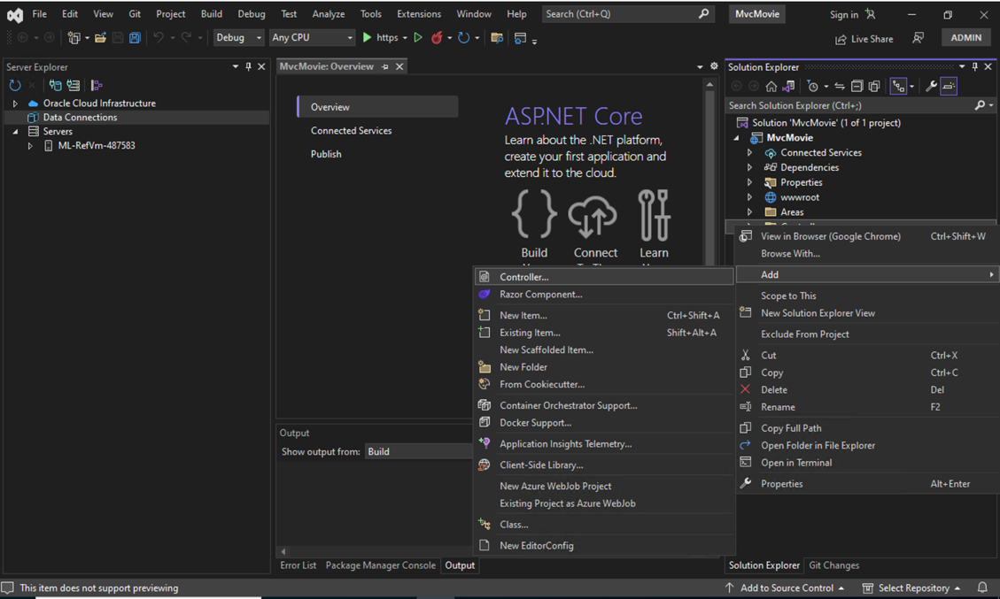 File Edit View Git Project Build Debug Test Analyze Tools Extensions Window Help Search (Ctrl+Q) MvcMovie Sign in
Debug Any CPU https Live Share ADMIN
Server Explorer
Oracle Cloud Infrastructure
Data Connections
Servers
ML-RefVm-487583
MvcMovie: Overview
Overview
Connected Services
Publish
ASP.NET Core
Learn about the .NET platform,
create your first application and
extend it to the cloud.
Build Connect Learn
Solution Explorer
Search Solution Explorer (Ctrl+;)
Solution 'MvcMovie' (1 of 1 project)
MvcMovie
Connected Services
Dependencies
Properties
wwwroot
Areas
View in Browser (Google Chrome) Ctrl+Shift+W
Browse With...
Add
Scope to This
New Solution Explorer View
Exclude From Project
Cut Ctrl+X
Copy Ctrl+C
Delete Del
Rename F2
Copy Full Path
Open Folder in File Explorer
Open in Terminal
Properties Alt+Enter
Controller...
Razor Component...
New Item... Ctrl+Shift+A
Existing Item... Shift+Alt+A
New Scaffolded Item...
New Folder
From Cookiecutter...
Container Orchestrator Support...
Docker Support...
Application Insights Telemetry...
Client-Side Library...
New Azure WebJob Project
Existing Project as Azure WebJob
Class...
New EditorConfig
Output
Show output from: Build
Error List Package Manager Console Output
Solution Explorer Git Changes
This item does not support previewing Add to Source Control Select Repository